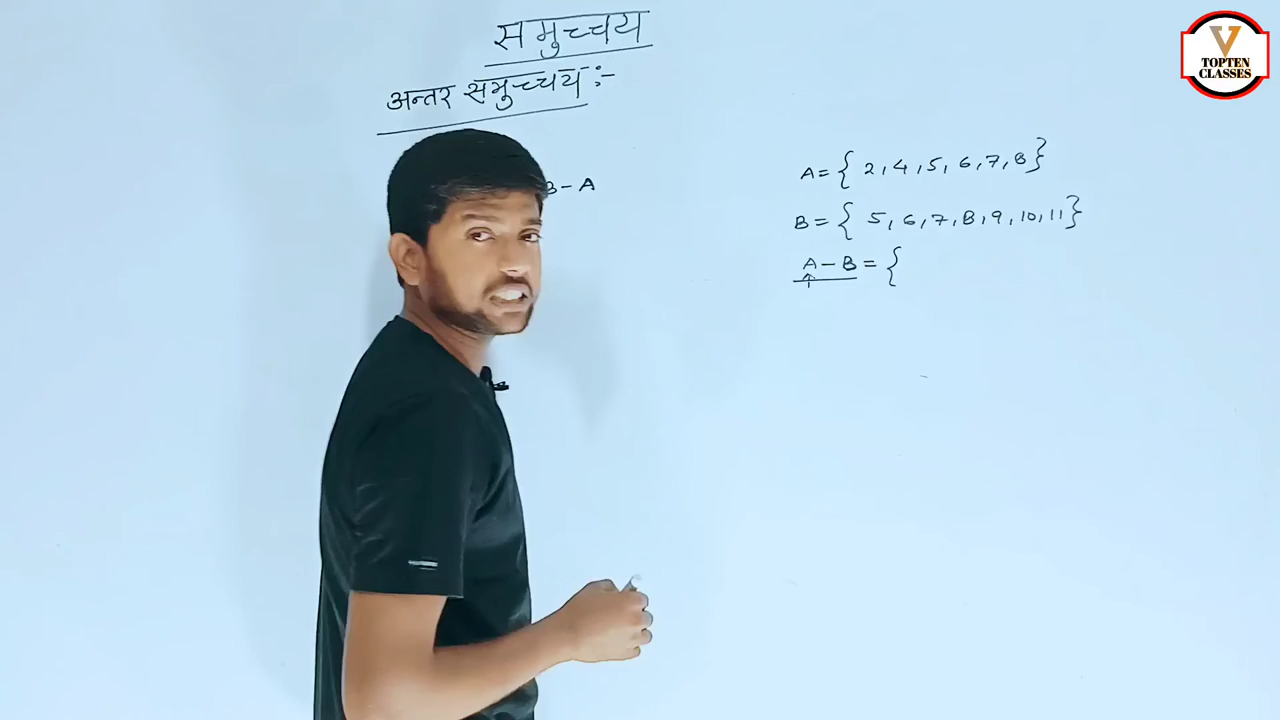 समुच्चय
अन्तर समुच्चय :-
B - A
A = { 2, 4, 5, 6, 7, 8 }
B = { 5, 6, 7, 8, 9, 10, 11 }
A - B = {
V
TOPTEN
CLASSES